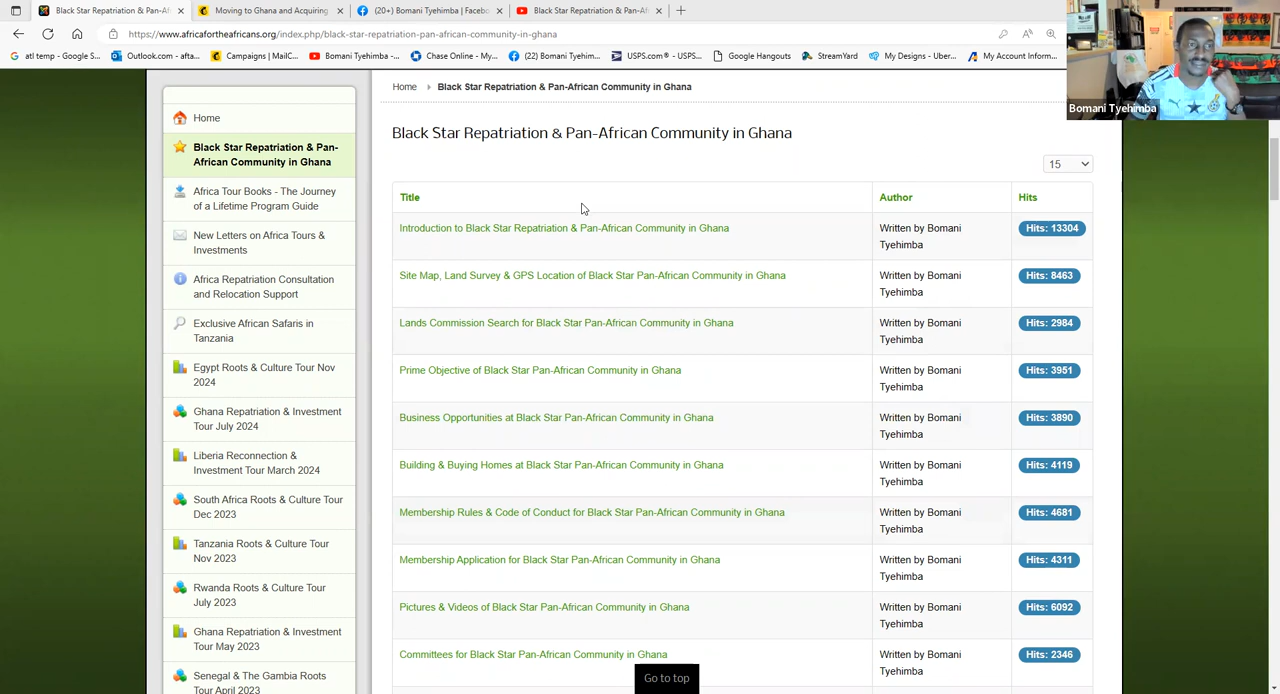 Black Star Repatriation & Pan-Af
Moving to Ghana and Acquiring
(20+) Bomani Tyehimba | Faceb
Black Star Repatriation & Pan-Af
https://www.africafortheafricans.org/index.php/black-star-repatriation-pan-african-community-in-ghana
atl temp - Googl...
Outlook.com - afta...
Campaigns | MailC...
Bomani Tyehimba -...
Chase Online - My...
(22) Bomani Tyehim...
USPS.com® - USPS...
Google Hangouts
StreamYard
My Designs - Uber...
My Account Inform...
Bomani Tyehimba
Home
Black Star Repatriation & Pan-
African Community in Ghana
Africa Tour Books - The Journey
of a Lifetime Program Guide
New Letters on Africa Tours &
Investments
Africa Repatriation Consultation
and Relocation Support
Exclusive African Safaris in
Tanzania
Egypt Roots & Culture Tour Nov
2024
Ghana Repatriation & Investment
Tour July 2024
Liberia Reconnection &
Investment Tour March 2024
South Africa Roots & Culture Tour
Dec 2023
Tanzania Roots & Culture Tour
Nov 2023
Rwanda Roots & Culture Tour
July 2023
Ghana Repatriation & Investment
Tour May 2023
Senegal & The Gambia Roots
Tour April 2023
Home Black Star Repatriation & Pan-African Community in Ghana
Black Star Repatriation & Pan-African Community in Ghana
15
Title Author Hits
Introduction to Black Star Repatriation & Pan-African Community in Ghana Written by Bomani Hits: 13304
Tyehimba
Site Map, Land Survey & GPS Location of Black Star Pan-African Community in Ghana Written by Bomani Hits: 8463
Tyehimba
Lands Commission Search for Black Star Pan-African Community in Ghana Written by Bomani Hits: 2984
Tyehimba
Prime Objective of Black Star Pan-African Community in Ghana Written by Bomani Hits: 3951
Tyehimba
Business Opportunities at Black Star Pan-African Community in Ghana Written by Bomani Hits: 3890
Tyehimba
Building & Buying Homes at Black Star Pan-African Community in Ghana Written by Bomani Hits: 4119
Tyehimba
Membership Rules & Code of Conduct for Black Star Pan-African Community in Ghana Written by Bomani Hits: 4681
Tyehimba
Membership Application for Black Star Pan-African Community in Ghana Written by Bomani Hits: 4311
Tyehimba
Pictures & Videos of Black Star Pan-African Community in Ghana Written by Bomani Hits: 6092
Tyehimba
Committees for Black Star Pan-African Community in Ghana Written by Bomani Hits: 2346
Tyehimba
Go to top